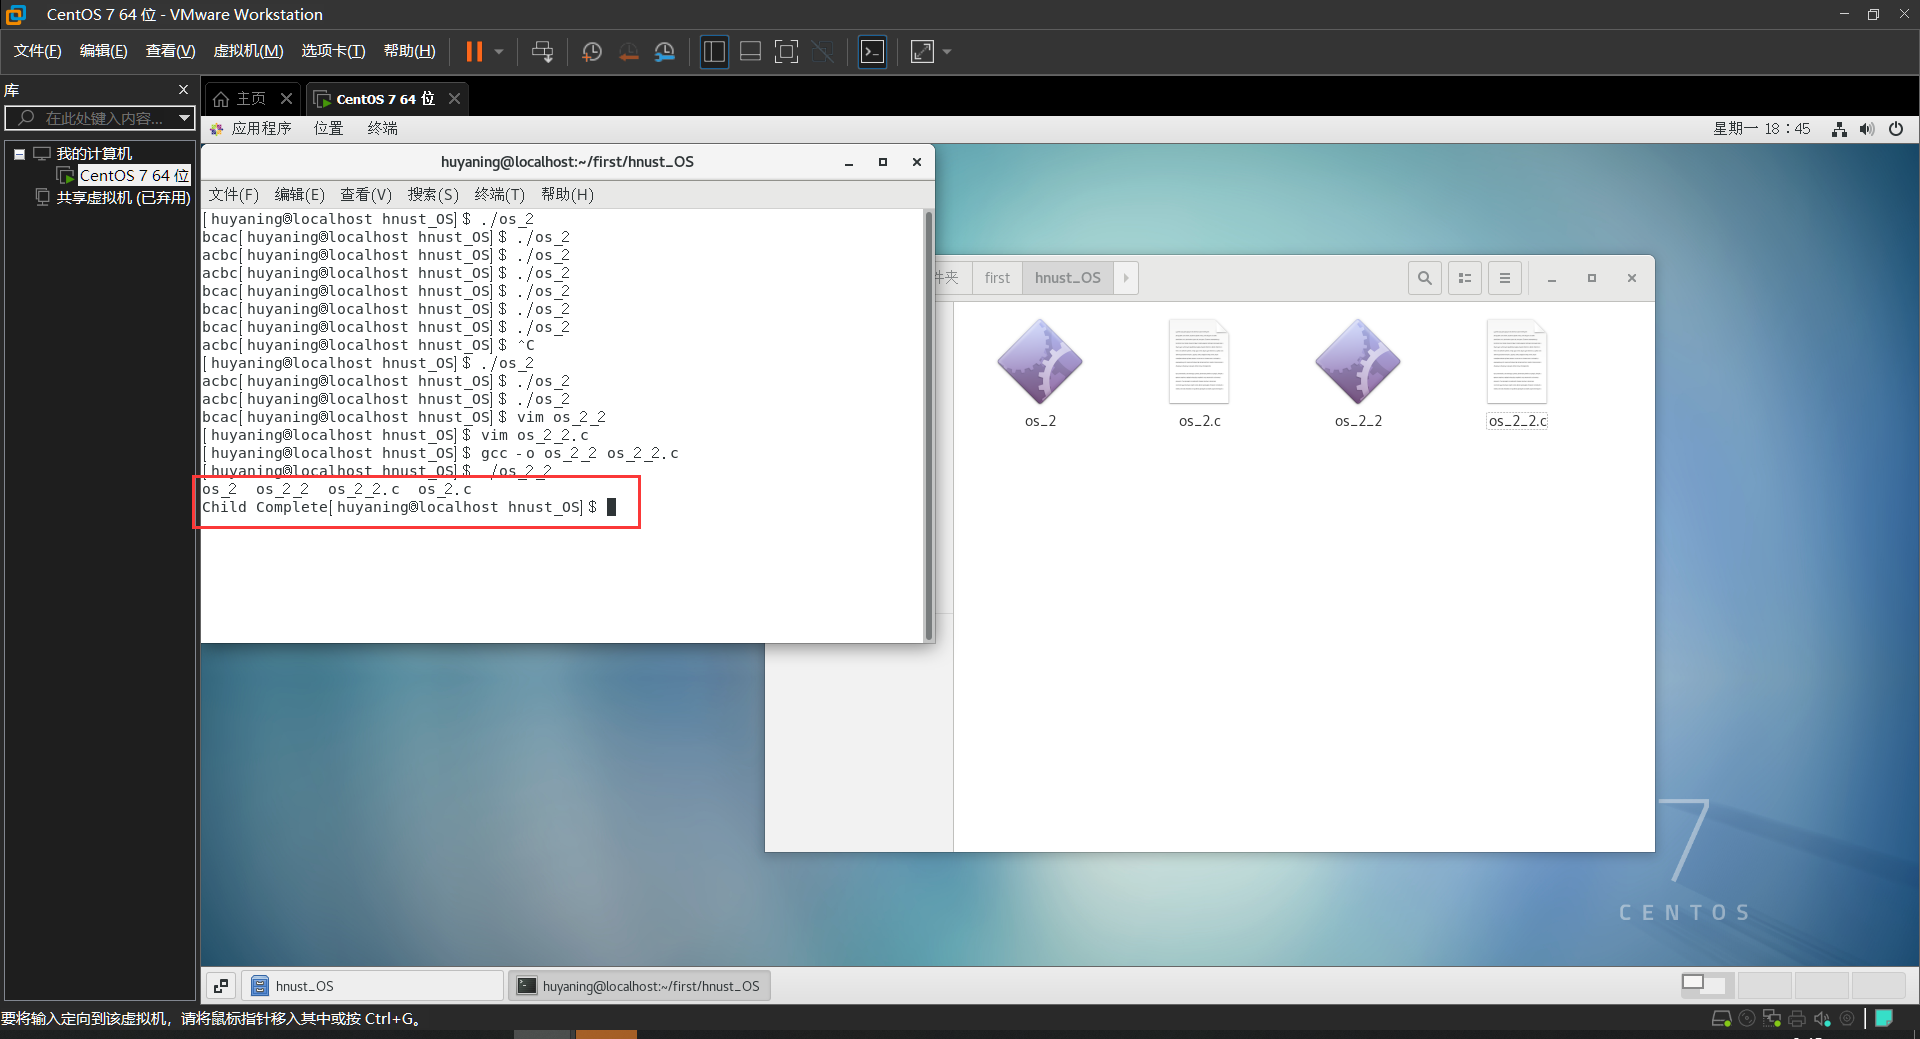 CentOS 7 64 位 - VMware Workstation
文件(F) 编辑(E) 查看(V) 虚拟机(M) 选项卡(T) 帮助(H)
库
在此处键入内容...
我的计算机
CentOS 7 64 位
共享虚拟机 (已弃用)
主页
CentOS 7 64 位
应用程序 位置 终端
星期一 18：45
huyaning@localhost:~/first/hnust_OS
文件(F) 编辑(E) 查看(V) 搜索(S) 终端(T) 帮助(H)
[huyaning@localhost hnust_OS]$ ./os_2
bcac[huyaning@localhost hnust_OS]$ ./os_2
acbc[huyaning@localhost hnust_OS]$ ./os_2
acbc[huyaning@localhost hnust_OS]$ ./os_2
bcac[huyaning@localhost hnust_OS]$ ./os_2
bcac[huyaning@localhost hnust_OS]$ ./os_2
bcac[huyaning@localhost hnust_OS]$ ./os_2
acbc[huyaning@localhost hnust_OS]$ ^C
[huyaning@localhost hnust_OS]$ ./os_2
acbc[huyaning@localhost hnust_OS]$ ./os_2
acbc[huyaning@localhost hnust_OS]$ ./os_2
bcac[huyaning@localhost hnust_OS]$ vim os_2_2
[huyaning@localhost hnust_OS]$ vim os_2_2.c
[huyaning@localhost hnust_OS]$ gcc -o os_2_2 os_2_2.c
[huyaning@localhost hnust_OS]$ ./os_2_2
os_2 os_2_2 os_2_2.c os_2.c
Child Complete[huyaning@localhost hnust_OS]$
件夹 first hnust_OS
os_2
os_2.c
os_2_2
os_2_2.c
7
CENTOS
hnust_OS
huyaning@localhost:~/first/hnust_OS
要将输入定向到该虚拟机，请将鼠标指针移入其中或按 Ctrl+G。